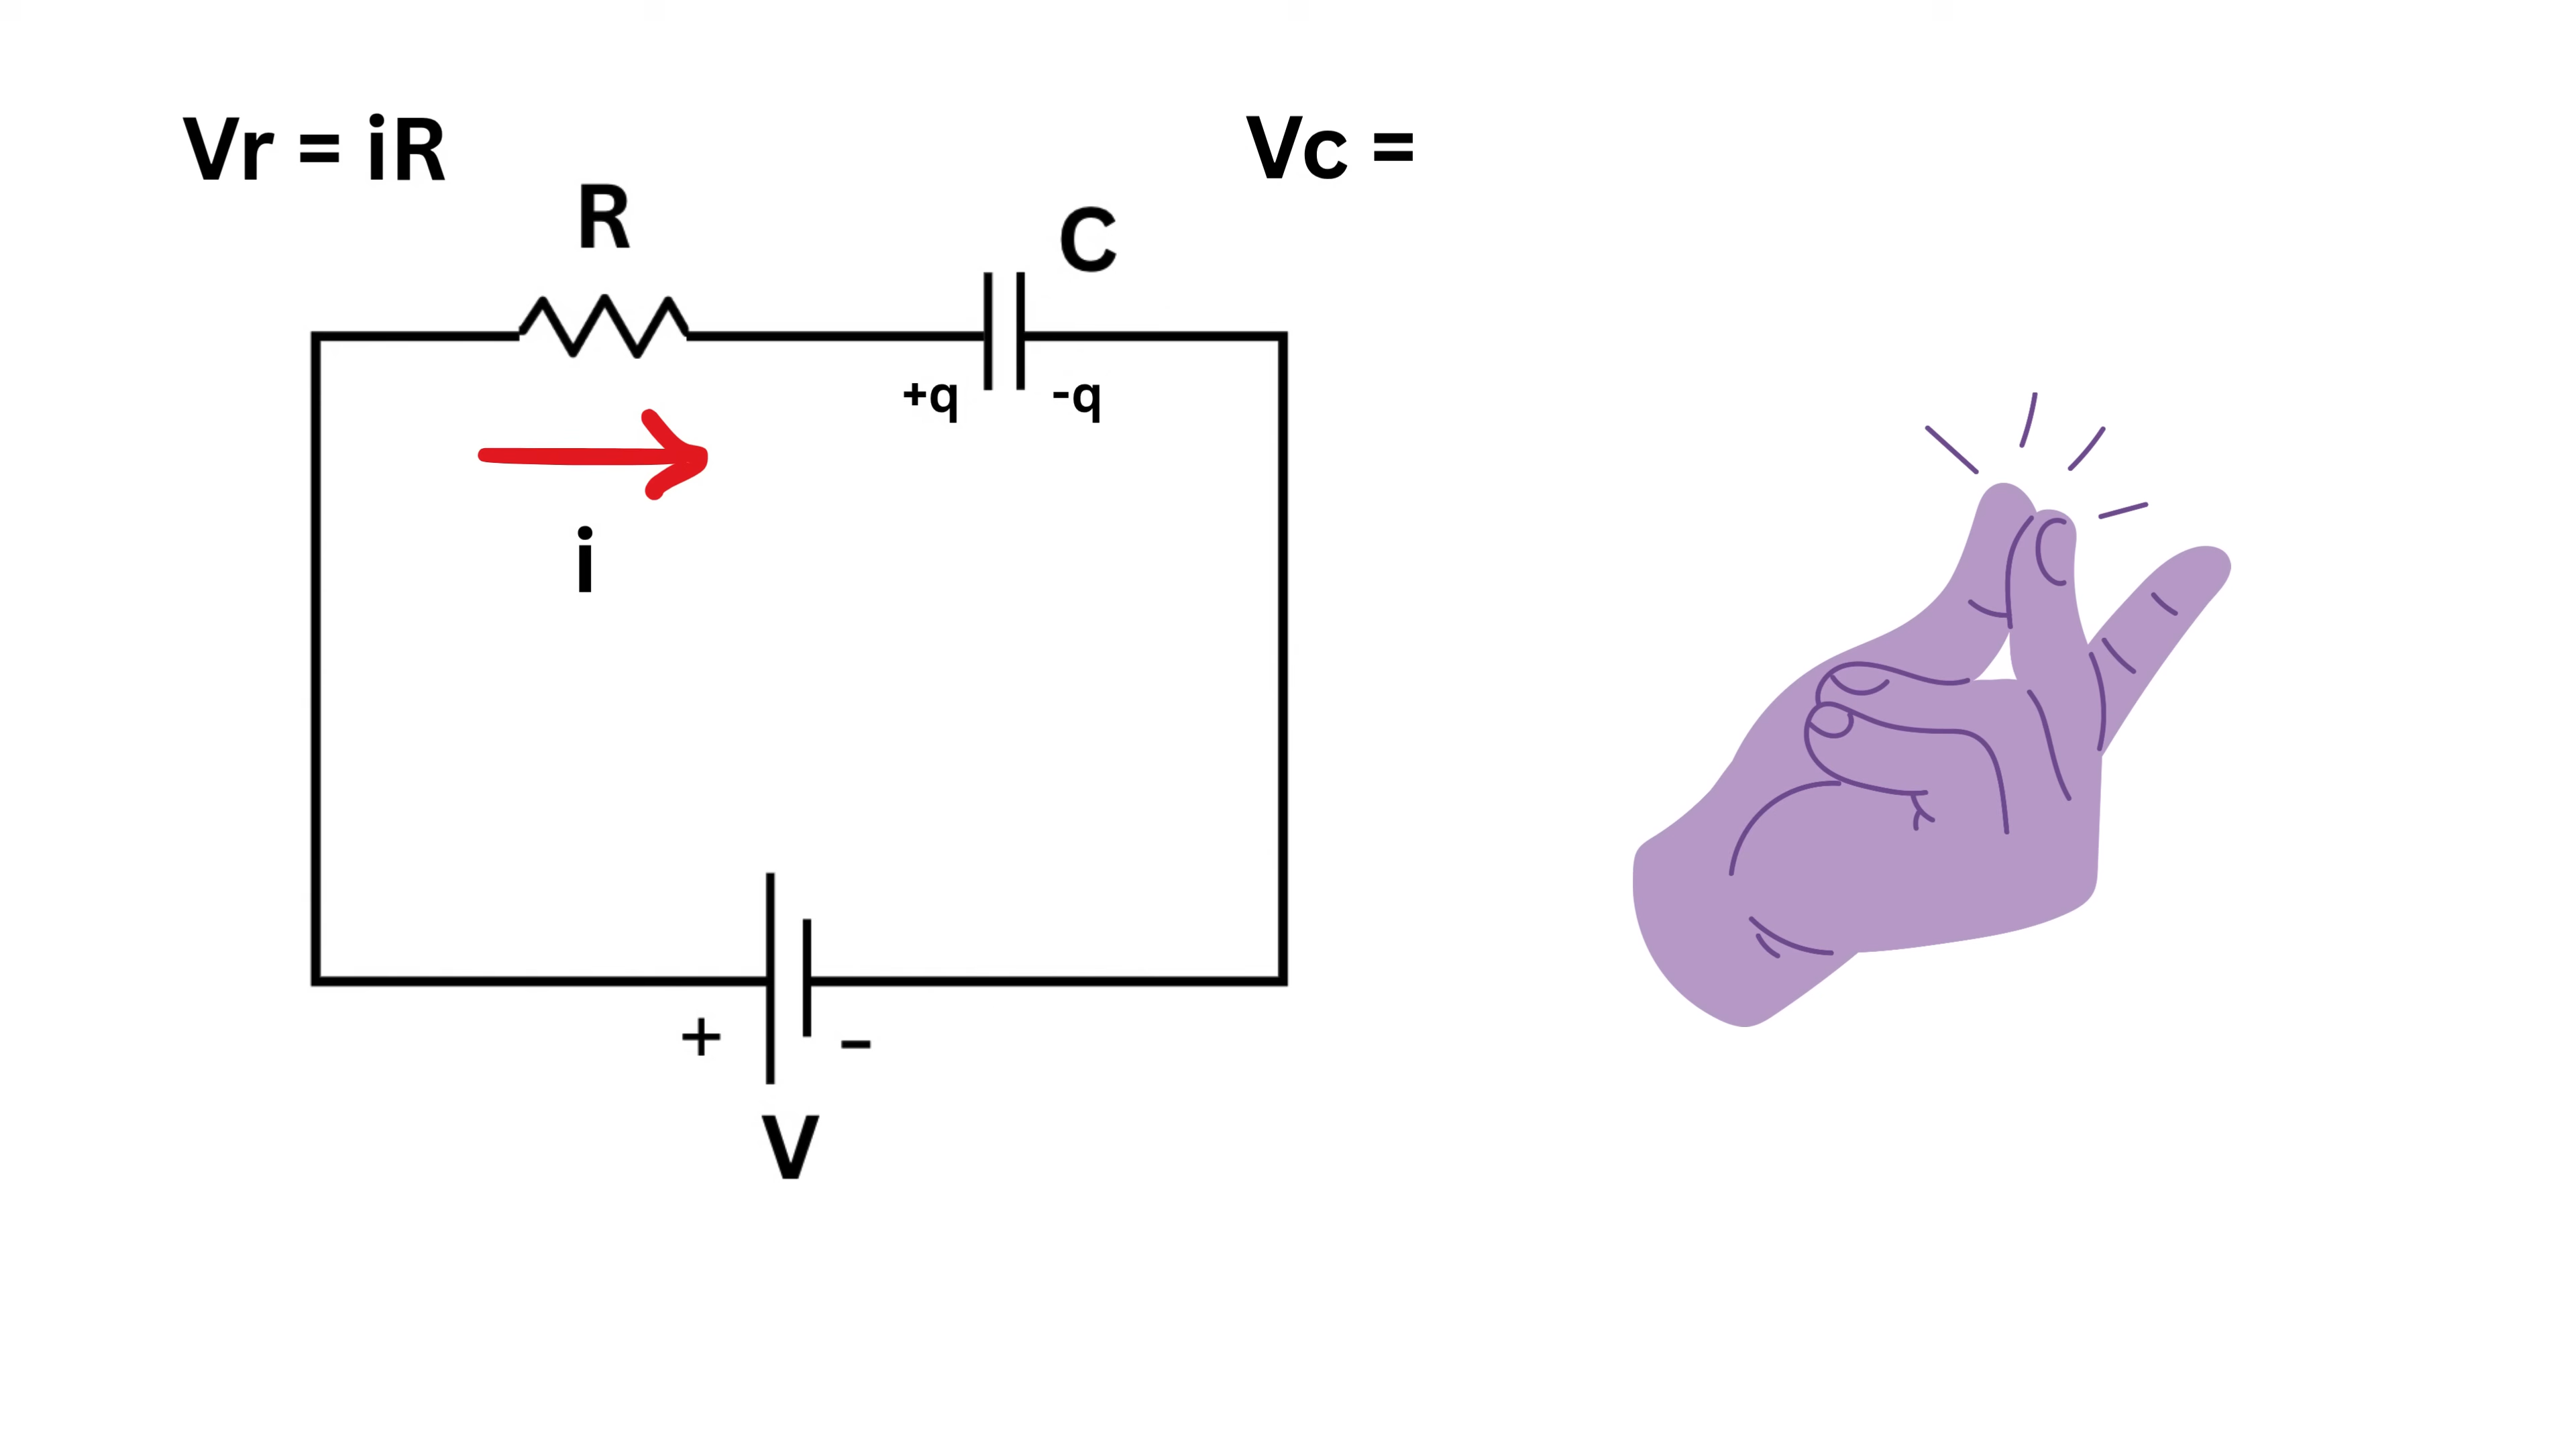 Vr = iR
Vc =
R
C
+q
-q
i
+
-
V